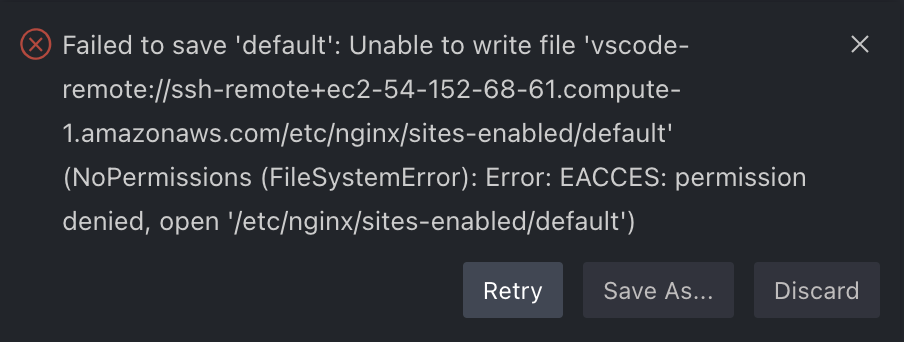 Failed to save 'default': Unable to write file 'vscode-
remote://ssh-remote+ec2-54-152-68-61.compute-
1.amazonaws.com/etc/nginx/sites-enabled/default'
(NoPermissions (FileSystemError): Error: EACCES: permission
denied, open '/etc/nginx/sites-enabled/default')
Retry
Save As...
Discard